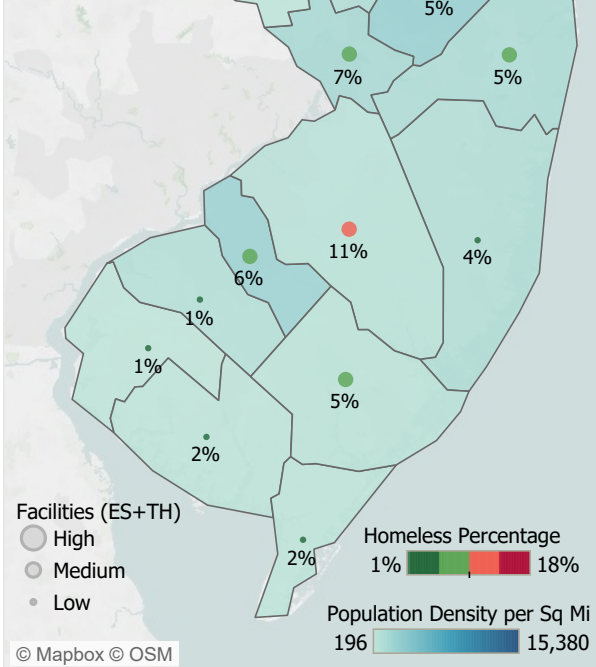 5%
7%
5%
11%
4%
6%
1%
1%
5%
2%
2%
Facilities (ES+TH)
High
Medium
Low
Homeless Percentage
1% 18%
Population Density per Sq Mi
196 15,380
© Mapbox © OSM